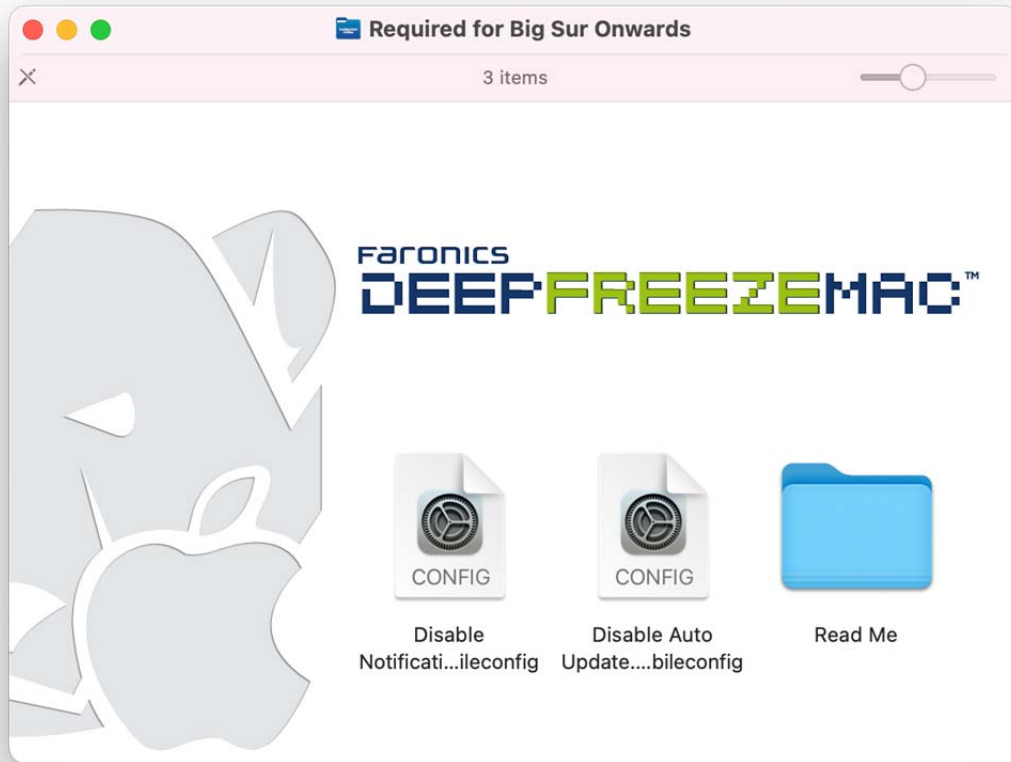 Required for Big Sur Onwards
3 items
Faronics
DEEPFREEZEMAC™
CONFIG
CONFIG
Disable
Notificati...ileconfig
Disable Auto
Update....bileconfig
Read Me